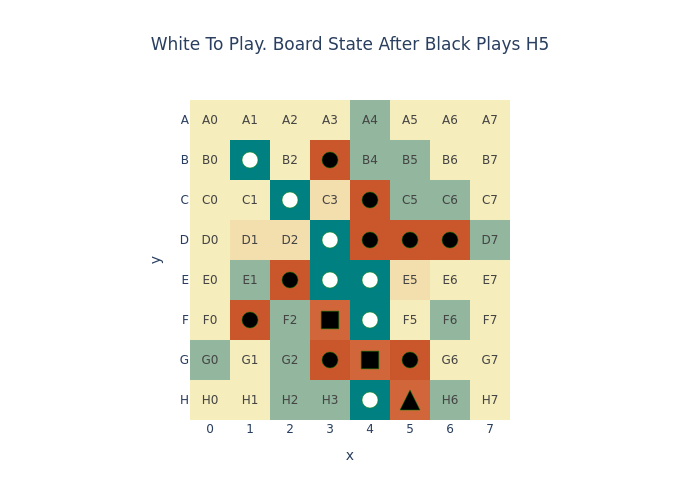 White To Play. Board State After Black Plays H5
A A0 A1 A2 A3 A4 A5 A6 A7
B B0 B2 B4 B5 B6 B7
C C0 C1 C3 C5 C6 C7
D D0 D1 D2 D7
y
E E0 E1 E5 E6 E7
F F0 F2 F5 F6 F7
G G0 G1 G2 G6 G7
H H0 H1 H2 H3 H6 H7
0 1 2 3 4 5 6 7
x